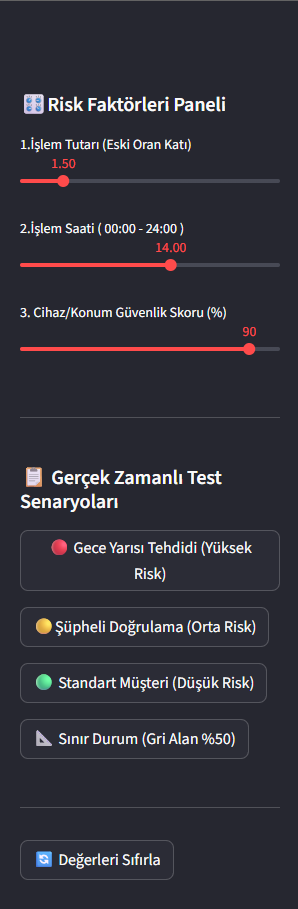 🎛️ Risk Faktörleri Paneli
1.İşlem Tutarı (Eski Oran Katı)
1.50
2.İşlem Saati ( 00:00 - 24:00 )
14.00
3. Cihaz/Konum Güvenlik Skoru (%)
90
📋 Gerçek Zamanlı Test
Senaryoları
🔴 Gece Yarısı Tehdidi (Yüksek
Risk)
🟡Şüpheli Doğrulama (Orta Risk)
🟢 Standart Müşteri (Düşük Risk)
📐 Sınır Durum (Gri Alan %50)
🔄 Değerleri Sıfırla